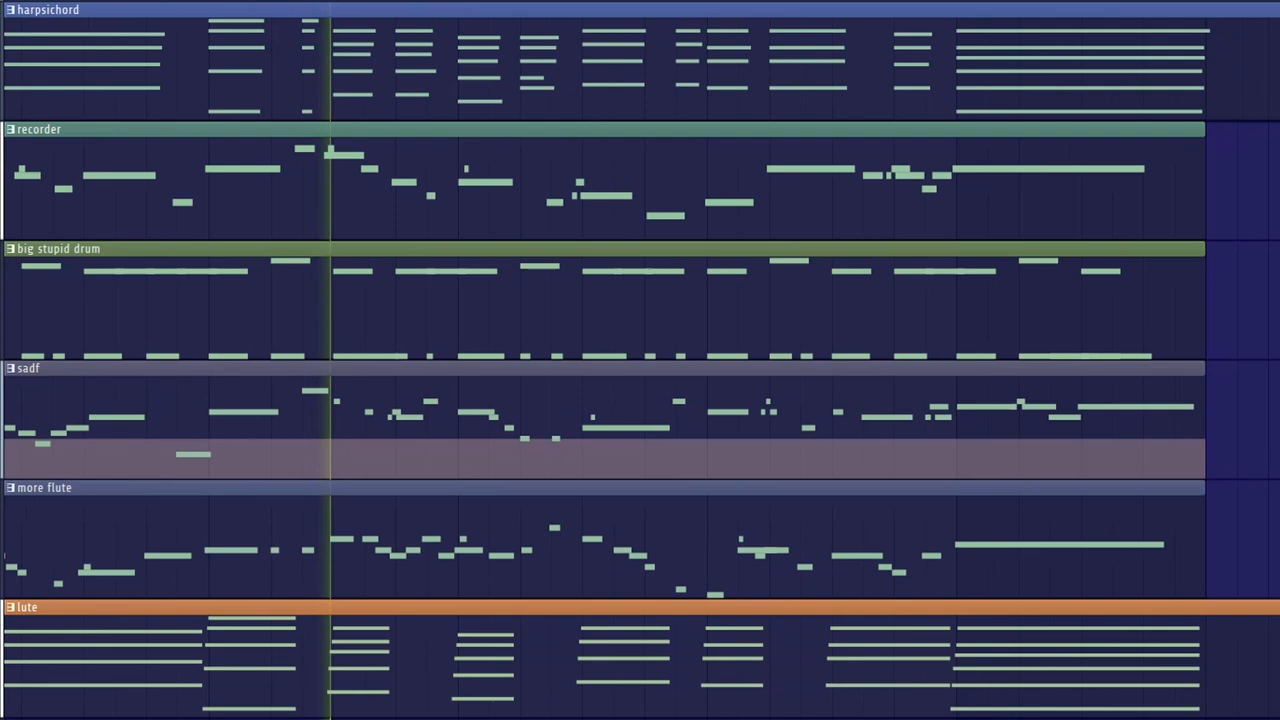 harpsichord
recorder
big stupid drum
sadf
more flute
lute